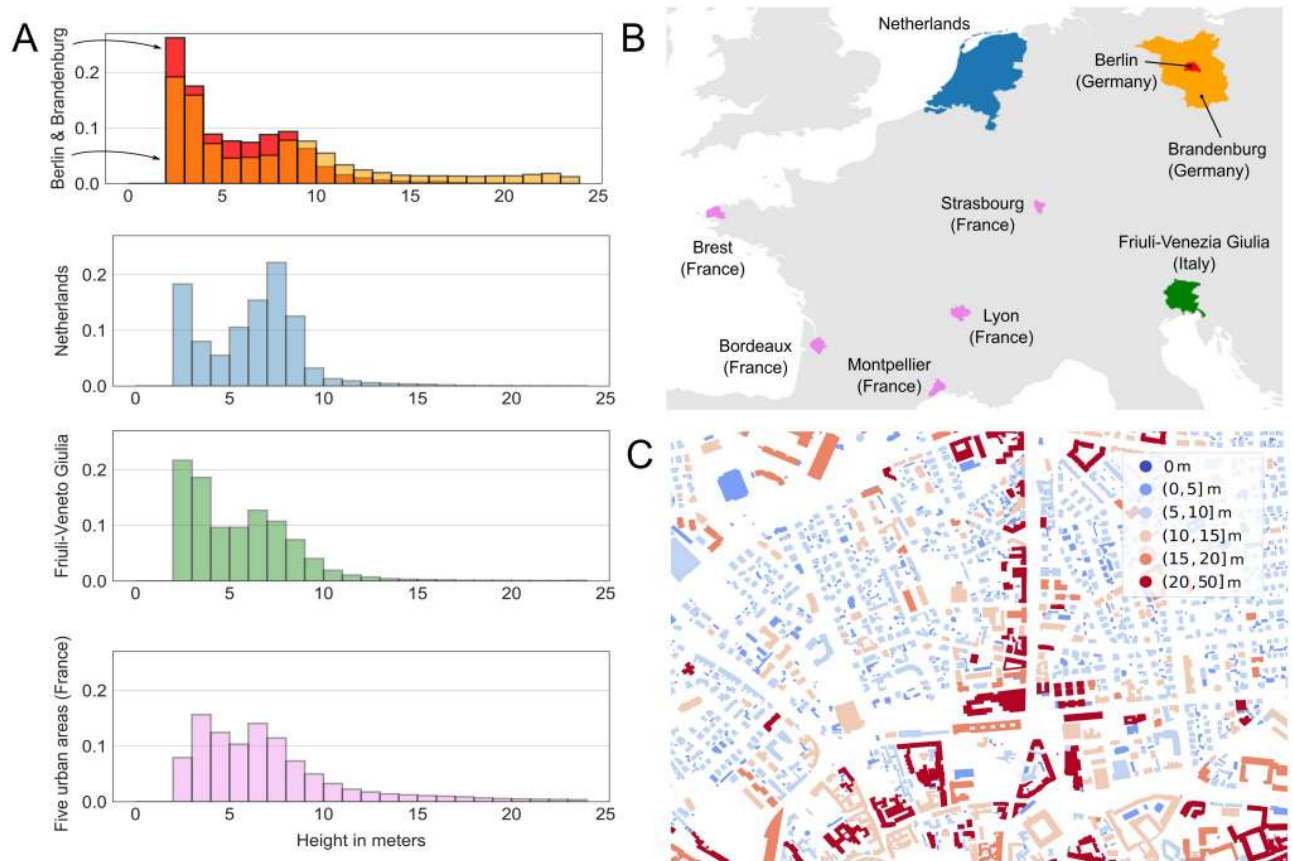 A
Berlin & Brandenburg
0.2
0.1
0.0
0 5 10 15 20 25
Netherlands
0.2
0.1
0.0
0 5 10 15 20 25
Friuli-Veneto Giulia
0.2
0.1
0.0
0 5 10 15 20 25
Five urban areas (France)
0.2
0.1
0.0
0 5 10 15 20 25
Height in meters
B
Netherlands
Berlin
(Germany)
Brandenburg
(Germany)
Strasbourg
(France)
Brest
(France)
Friuli-Venezia Giulia
(Italy)
Lyon
(France)
Bordeaux
(France)
Montpellier
(France)
C
0 m
(0,5] m
(5,10] m
(10,15] m
(15,20] m
(20,50] m